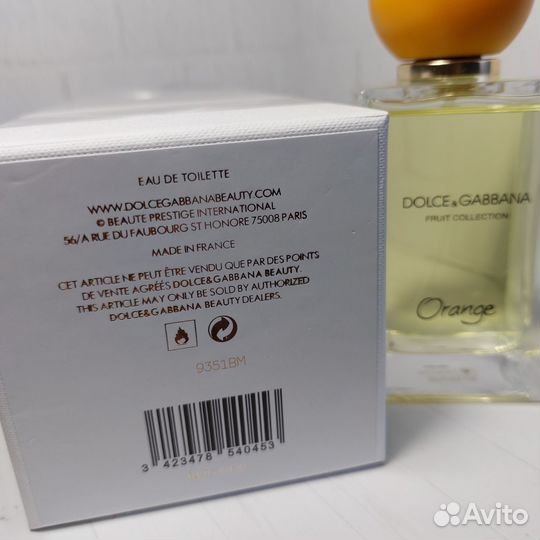 EAU DE TOILETTE
WWW.DOLCEGABBANABEAUTY.COM
© BEAUTE PRESTIGE INTERNATIONAL
56/A RUE DU FAUBOURG ST HONORE 75008 PARIS
MADE IN FRANCE
CET ARTICLE NE PEUT ÊTRE VENDU QUE PAR DES POINTS
DE VENTE AGRÉÉS DOLCE&GABBANA BEAUTY.
THIS ARTICLE MAY ONLY BE SOLD BY AUTHORIZED
DOLCE&GABBANA BEAUTY DEALERS.
9351BM
3 423478 540453
DOLCE&GABBANA
FRUIT COLLECTION
Orange
Avito